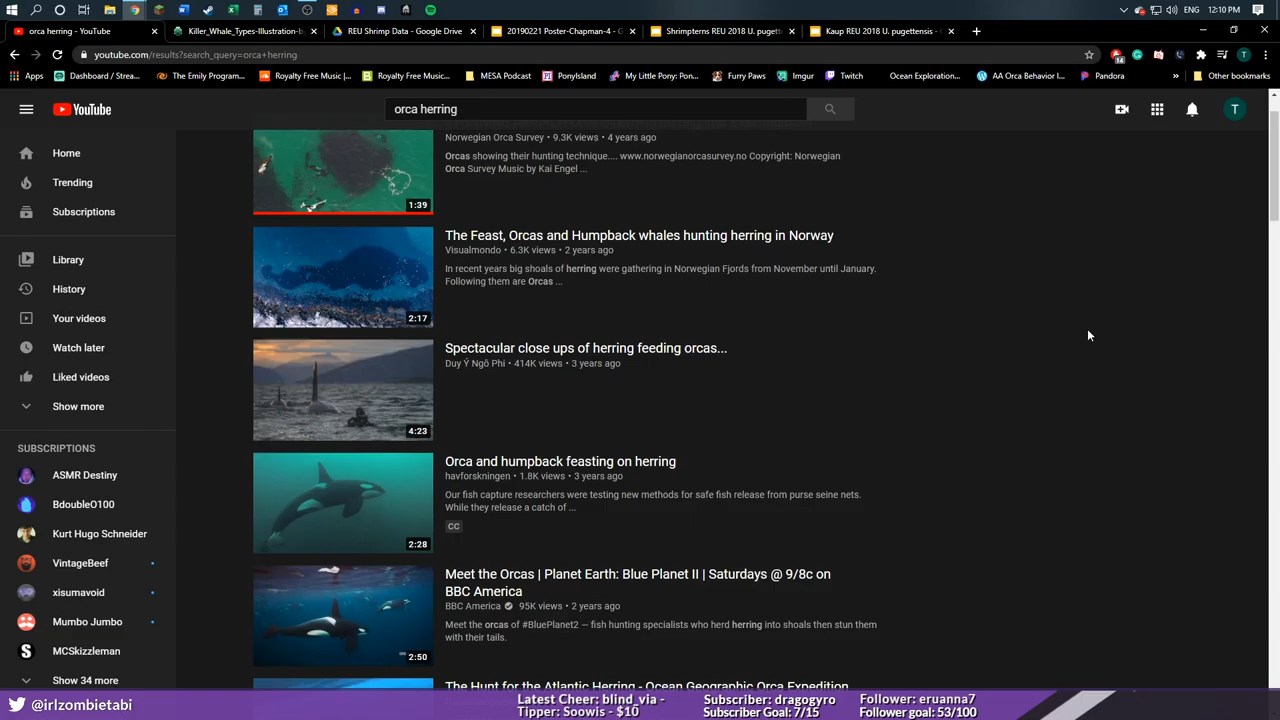 ENG 12:10 PM
orca herring - YouTube
Killer_Whale_Types-Illustration-b
REU Shrimp Data - Google Drive
20190221 Poster-Chapman-4 - G
Shrimpterns REU 2018 U. pugett
Kaup REU 2018 U. pugettensis - G
youtube.com/results?search_query=orca+herring
14
T
Apps
Dashboard / Stream...
The Emily Program...
Royalty Free Music...
Royalty Free Music...
MESA Podcast
PonyIsland
My Little Pony: Pon...
Furry Paws
Imgur
Twitch
Ocean Exploration...
AA Orca Behavior I...
Pandora
»
Other bookmarks
YouTube
orca herring
T
Home
Trending
Subscriptions
Library
History
Your videos
Watch later
Liked videos
Show more
SUBSCRIPTIONS
ASMR Destiny
BdoubleO100
Kurt Hugo Schneider
VintageBeef
xisumavoid
Mumbo Jumbo
MCSkizzleman
Show 34 more
Norwegian Orca Survey • 9.3K views • 4 years ago
Orcas showing their hunting technique.... www.norwegianorcasurvey.no Copyright: Norwegian
Orca Survey Music by Kai Engel ...
1:39
The Feast, Orcas and Humpback whales hunting herring in Norway
Visualmondo • 6.3K views • 2 years ago
In recent years big shoals of herring were gathering in Norwegian Fjords from November until January.
Following them are Orcas ...
2:17
Spectacular close ups of herring feeding orcas...
Duy Ý Ngô Phi • 414K views • 3 years ago
4:23
Orca and humpback feasting on herring
havforskningen • 1.8K views • 3 years ago
Our fish capture researchers were testing new methods for safe fish release from purse seine nets.
While they release a catch of ...
CC
2:28
Meet the Orcas | Planet Earth: Blue Planet II | Saturdays @ 9/8c on
BBC America
BBC America 95K views • 2 years ago
Meet the orcas of #BluePlanet2 — fish hunting specialists who herd herring into shoals then stun them
with their tails.
2:50
The Hunt for the Atlantic Herring - Ocean Geographic Orca Expedition
@irlzombietabi
Latest Cheer: blind_via -
Tipper: Soowis - $10
Subscriber: dragogyro
Subscriber Goal: 7/15
Follower: eruanna7
Follower goal: 53/100